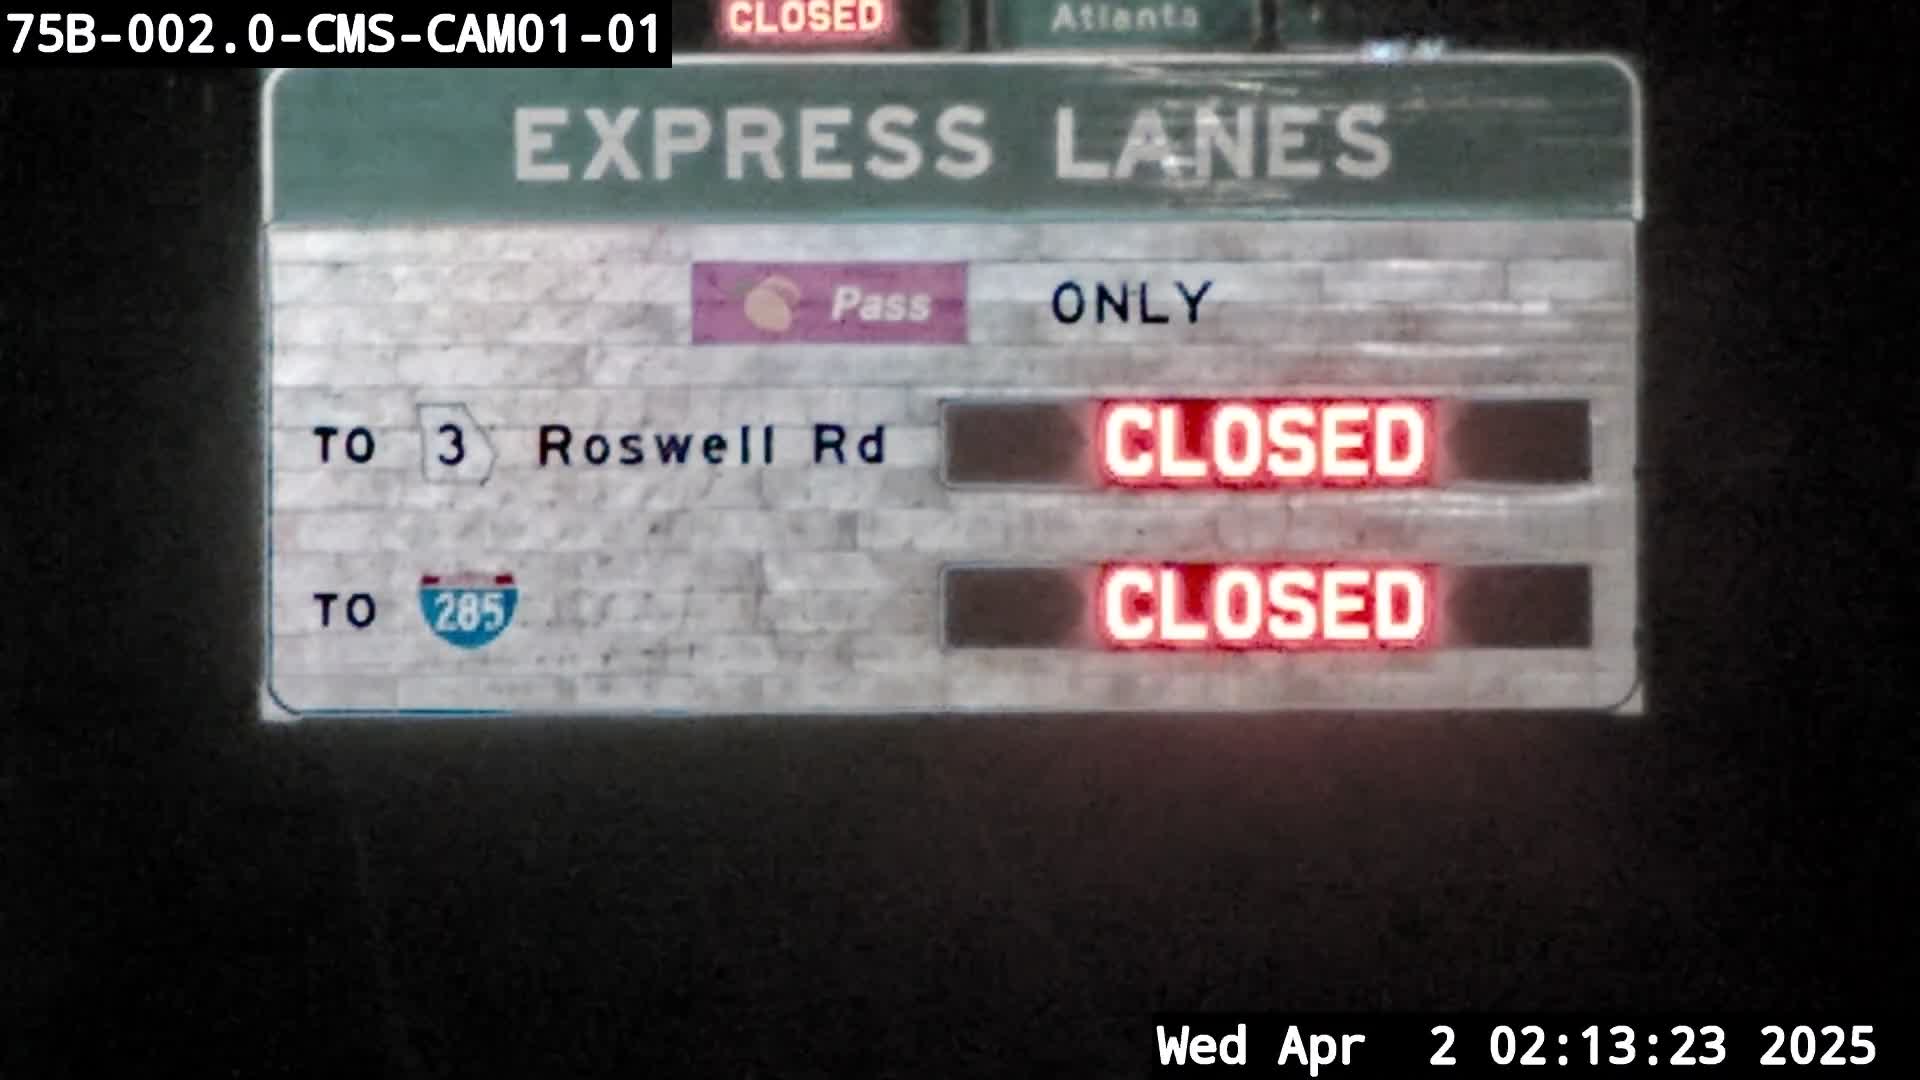 75B-002.0-CMS-CAM01-01
CLOSED
Atlanta
EXPRESS LANES
Pass ONLY
TO 3 Roswell Rd CLOSED
TO 285 CLOSED
Wed Apr 2 02:13:23 2025